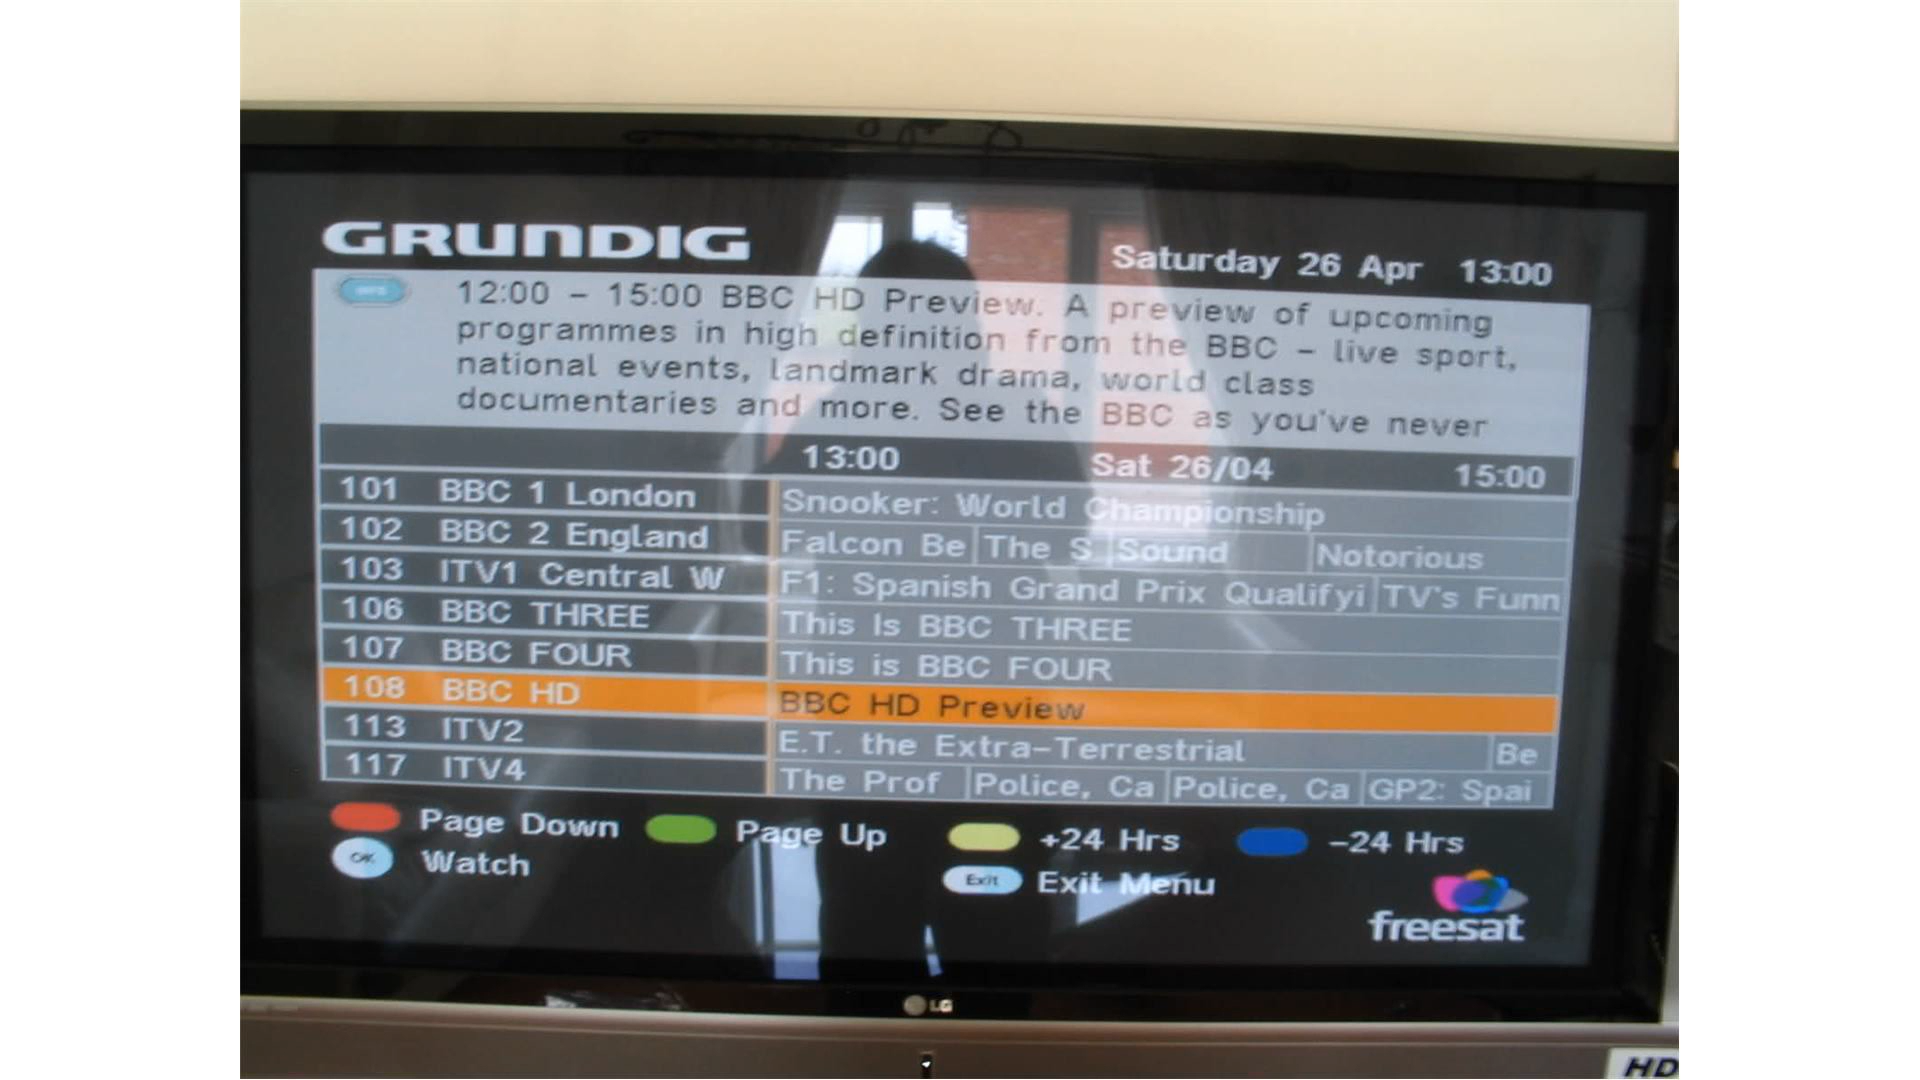 GRUNDIG
Saturday 26 Apr 13:00
12:00 – 15:00 BBC HD Preview. A preview of upcoming
programmes in high definition from the BBC – live sport,
national events, landmark drama, world class
documentaries and more. See the BBC as you've never
13:00 Sat 26/04 15:00
101 BBC 1 London Snooker: World Championship
102 BBC 2 England Falcon Be The S Sound Notorious
103 ITV1 Central W F1: Spanish Grand Prix Qualifyi TV's Funn
106 BBC THREE This Is BBC THREE
107 BBC FOUR This is BBC FOUR
108 BBC HD BBC HD Preview
113 ITV2 E.T. the Extra-Terrestrial Be
117 ITV4 The Prof Police, Ca Police, Ca GP2: Spai
Page Down Page Up +24 Hrs -24 Hrs
OK Watch Exit Exit Menu
freesat
LG
HD